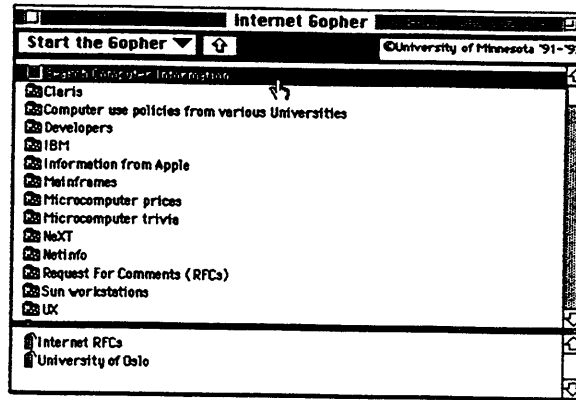 Internet Gopher
Start the Gopher
©University of Minnesota '91-'9
Search Computer Information
Claris
Computer use policies from various Universities
Developers
IBM
Information from Apple
Mainframes
Microcomputer prices
Microcomputer trivia
NeXT
Netinfo
Request For Comments (RFCs)
Sun workstations
UX
Internet RFCs
University of Oslo